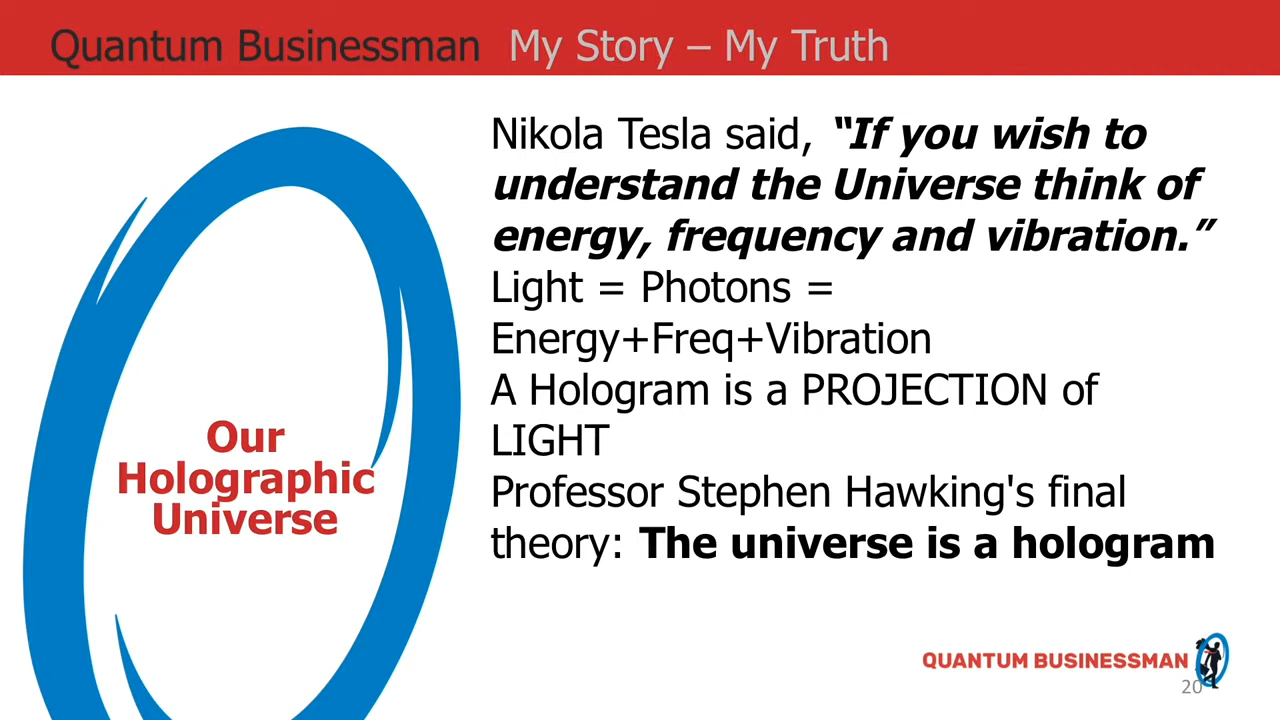 Quantum Businessman My Story – My Truth
Nikola Tesla said, “If you wish to
understand the Universe think of
energy, frequency and vibration.”
Light = Photons =
Energy+Freq+Vibration
A Hologram is a PROJECTION of
LIGHT
Professor Stephen Hawking's final
theory: The universe is a hologram
Our
Holographic
Universe
QUANTUM BUSINESSMAN
20